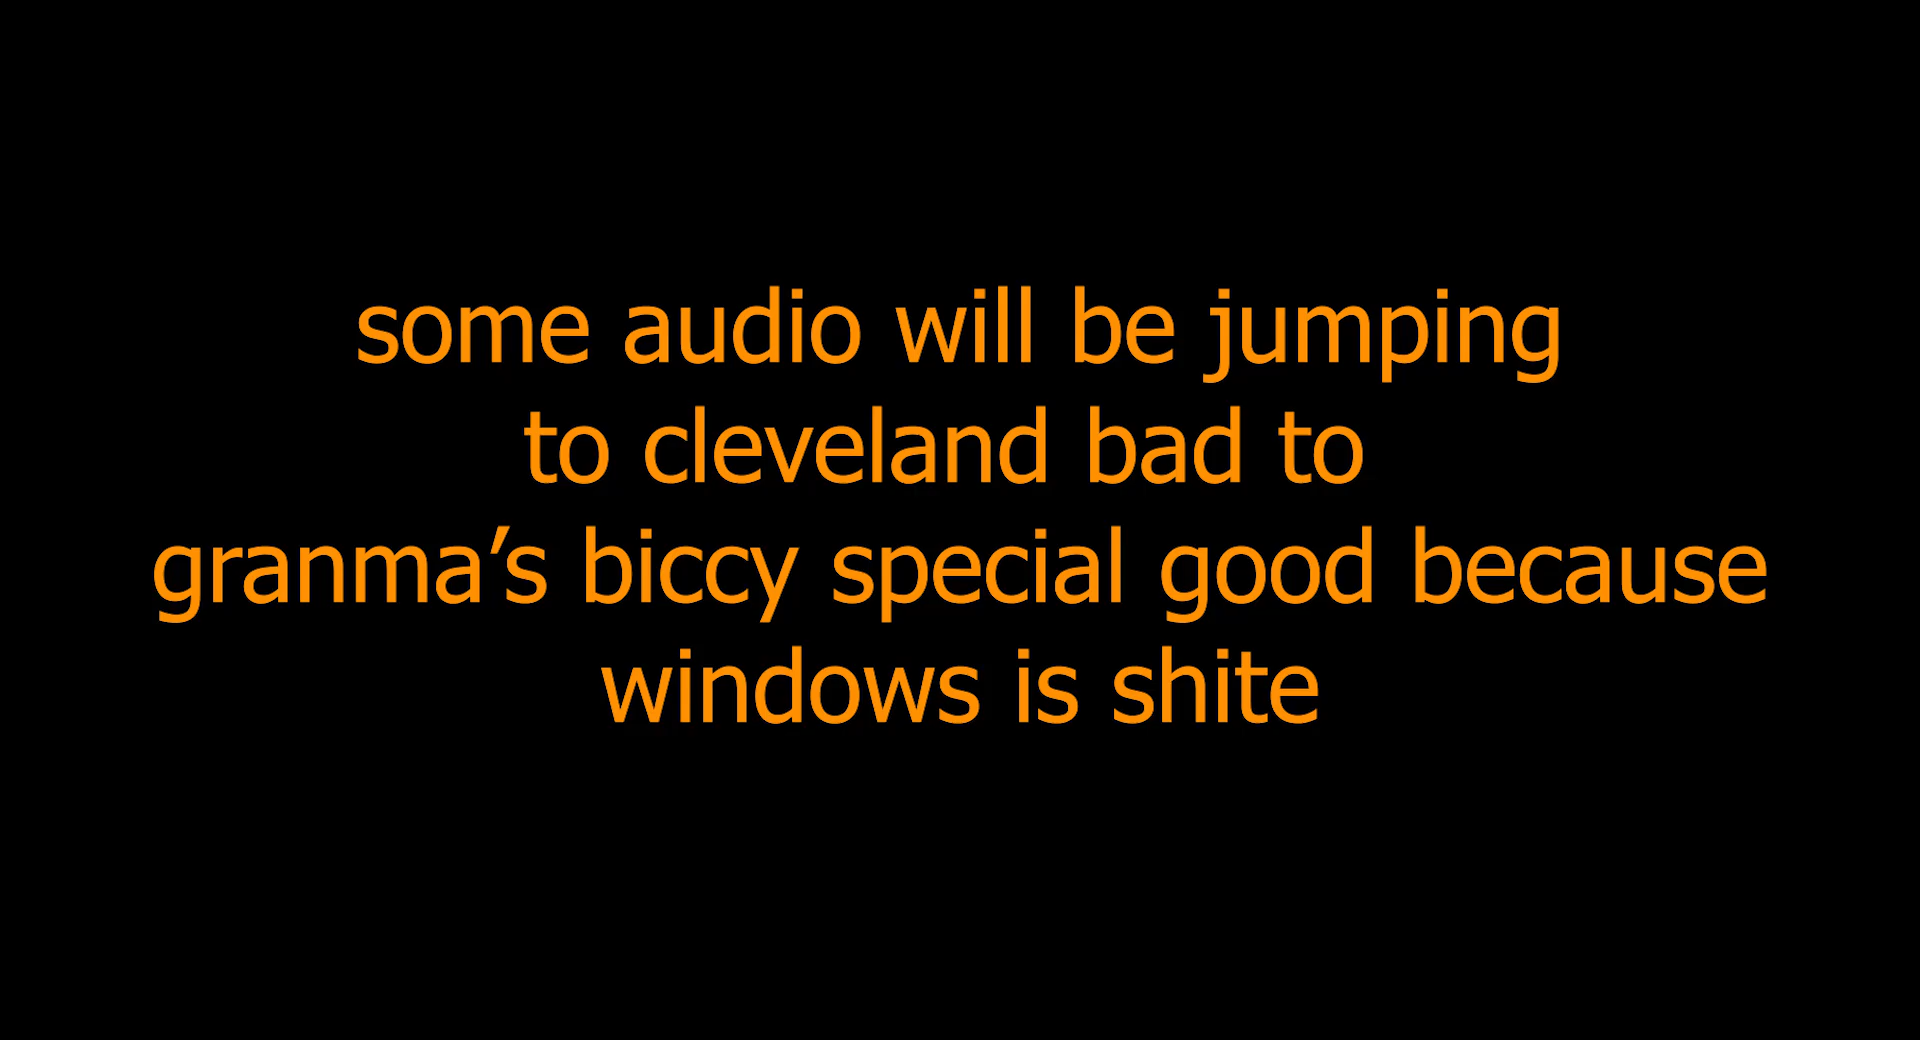 some audio will be jumping
to cleveland bad to
granma’s biccy special good because
windows is shite